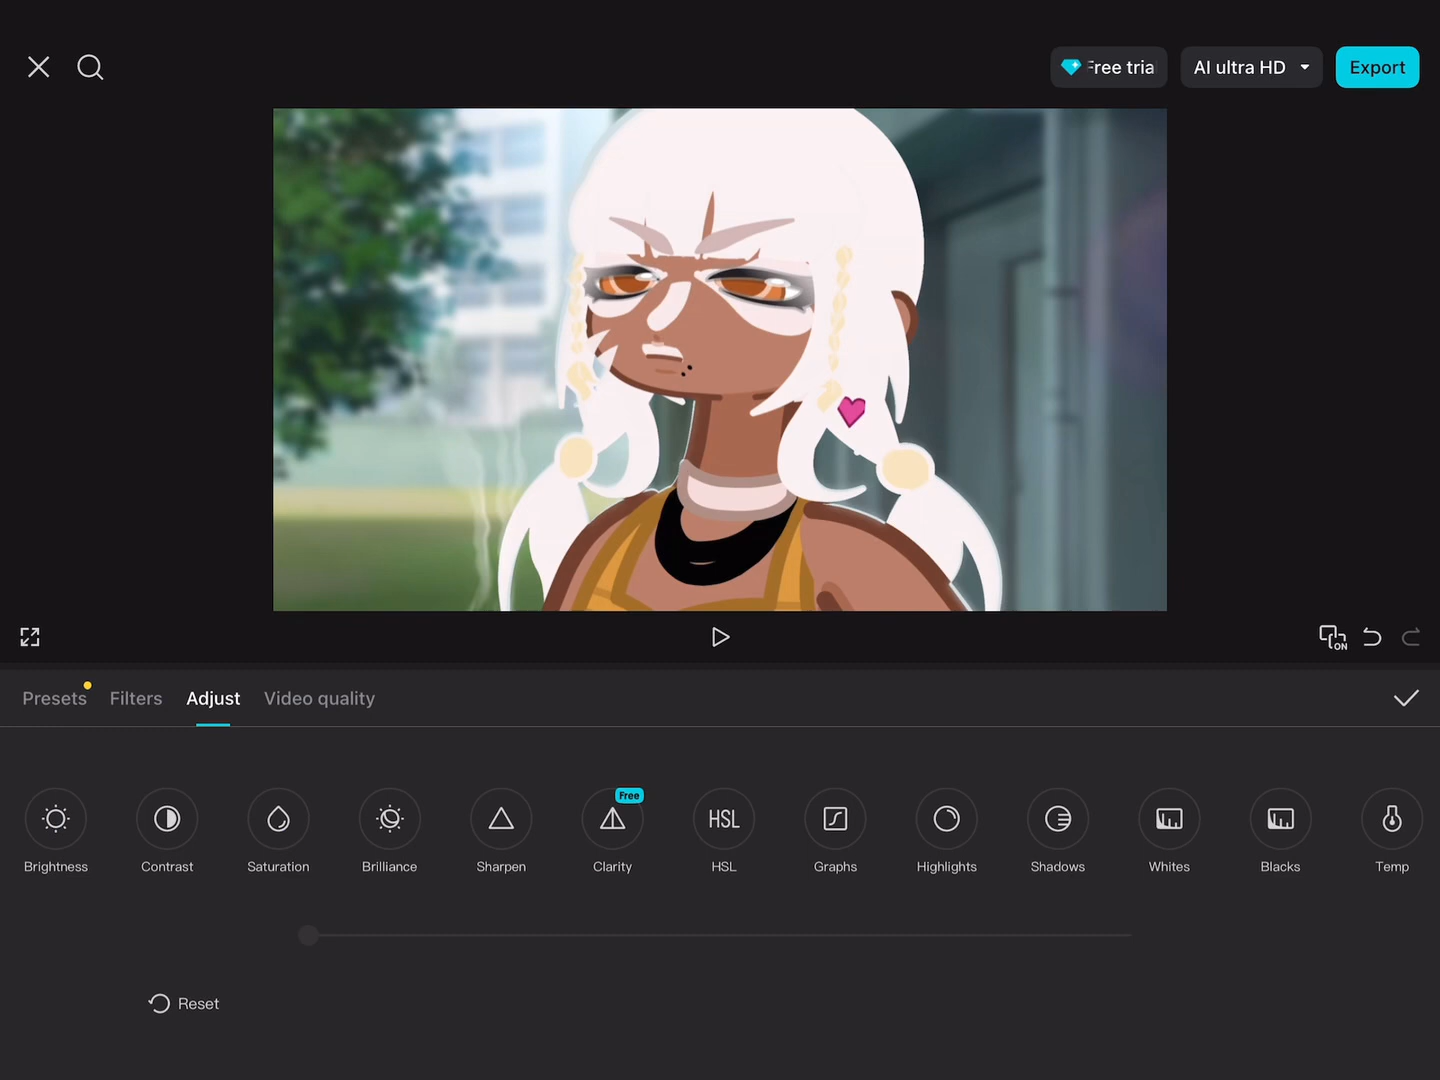 Free tria
AI ultra HD
Export
ON
Presets
Filters
Adjust
Video quality
Free
Brightness
Contrast
Saturation
Brilliance
Sharpen
Clarity
HSL
HSL
Graphs
Highlights
Shadows
Whites
Blacks
Temp
Reset